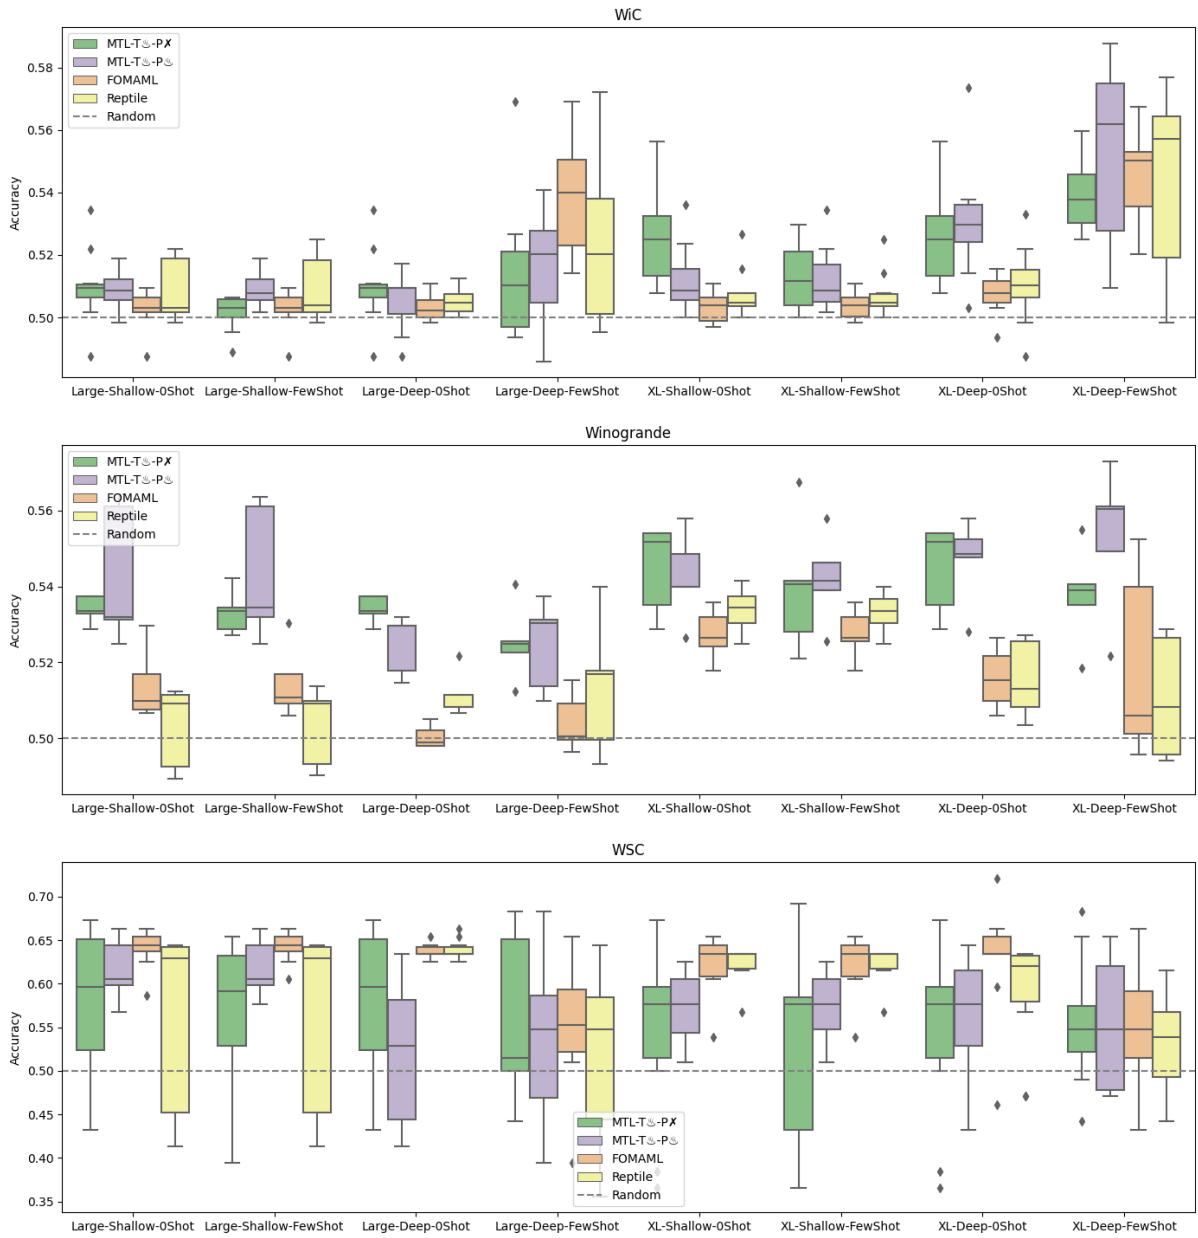 WiC
MTL-T♨-P✗
MTL-T♨-P♨
FOMAML
Reptile
Random
Accuracy
0.58
0.56
0.54
0.52
0.50
Large-Shallow-0Shot Large-Shallow-FewShot Large-Deep-0Shot Large-Deep-FewShot XL-Shallow-0Shot XL-Shallow-FewShot XL-Deep-0Shot XL-Deep-FewShot
Winogrande
MTL-T♨-P✗
MTL-T♨-P♨
FOMAML
Reptile
Random
Accuracy
0.56
0.54
0.52
0.50
Large-Shallow-0Shot Large-Shallow-FewShot Large-Deep-0Shot Large-Deep-FewShot XL-Shallow-0Shot XL-Shallow-FewShot XL-Deep-0Shot XL-Deep-FewShot
WSC
Accuracy
0.70
0.65
0.60
0.55
0.50
0.45
0.40
0.35
MTL-T♨-P✗
MTL-T♨-P♨
FOMAML
Reptile
Random
Large-Shallow-0Shot Large-Shallow-FewShot Large-Deep-0Shot Large-Deep-FewShot XL-Shallow-0Shot XL-Shallow-FewShot XL-Deep-0Shot XL-Deep-FewShot